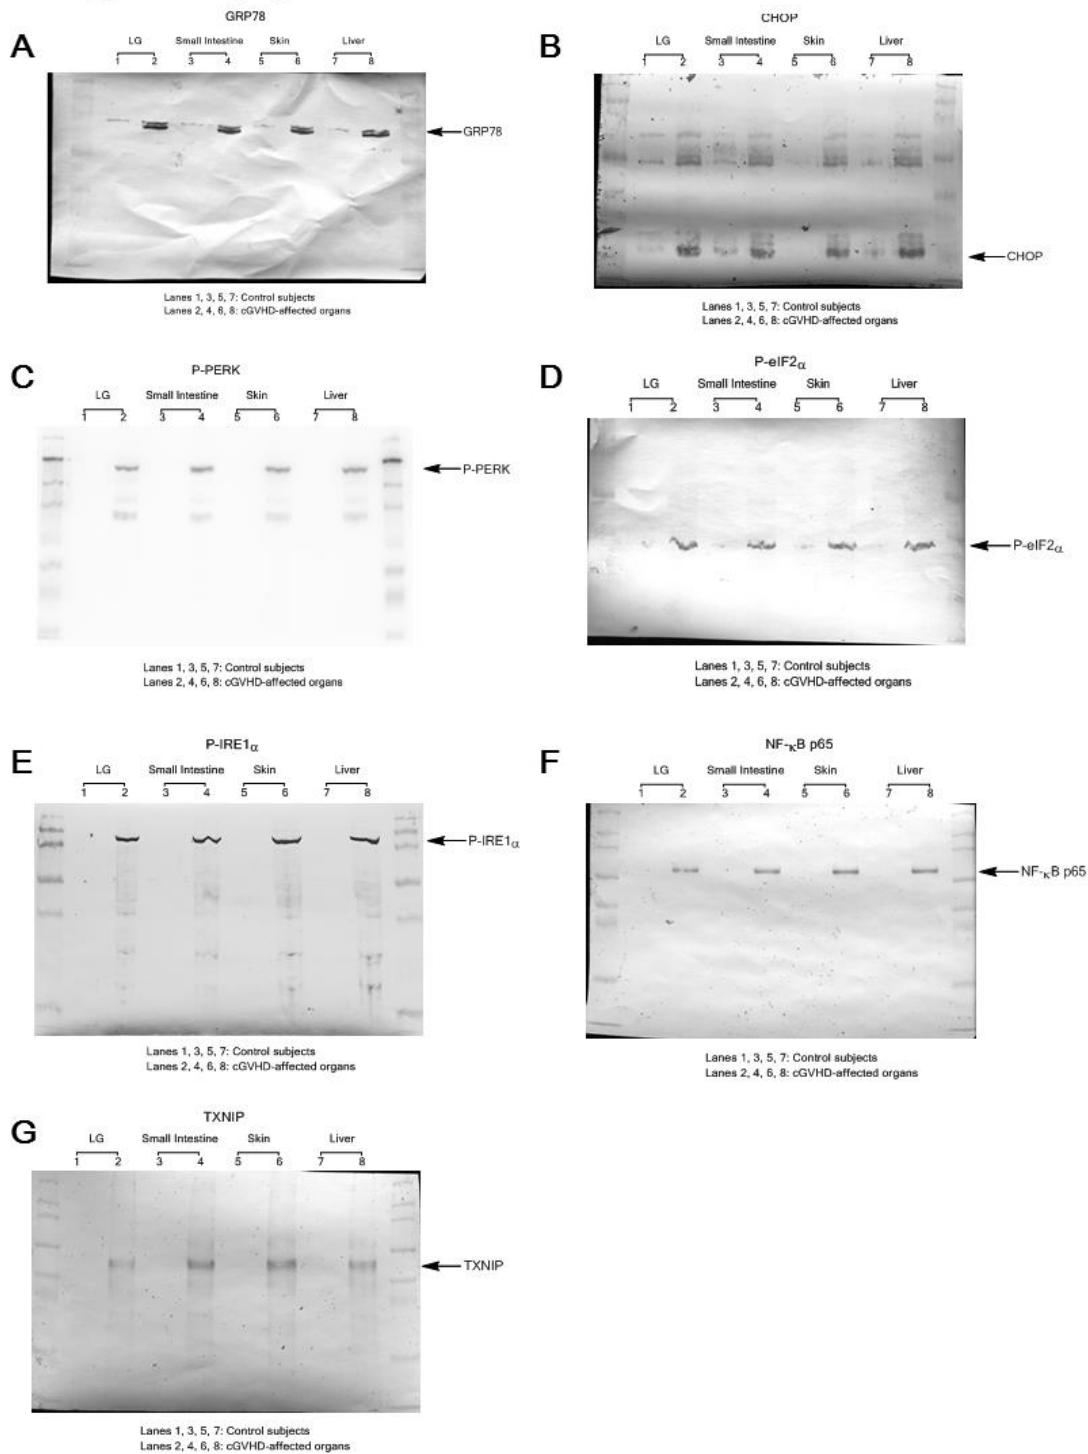 GRP78
A
LG Small Intestine Skin Liver
1 2 3 4 5 6 7 8
GRP78
Lanes 1, 3, 5, 7: Control subjects
Lanes 2, 4, 6, 8: cGVHD-affected organs
CHOP
B
LG Small Intestine Skin Liver
1 2 3 4 5 6 7 8
CHOP
Lanes 1, 3, 5, 7: Control subjects
Lanes 2, 4, 6, 8: cGVHD-affected organs
C
P-PERK
LG Small Intestine Skin Liver
1 2 3 4 5 6 7 8
P-PERK
Lanes 1, 3, 5, 7: Control subjects
Lanes 2, 4, 6, 8: cGVHD-affected organs
P-eIF2α
D
LG Small Intestine Skin Liver
1 2 3 4 5 6 7 8
P-eIF2α
Lanes 1, 3, 5, 7: Control subjects
Lanes 2, 4, 6, 8: cGVHD-affected organs
P-IRE1α
E
LG Small Intestine Skin Liver
1 2 3 4 5 6 7 8
P-IRE1α
Lanes 1, 3, 5, 7: Control subjects
Lanes 2, 4, 6, 8: cGVHD-affected organs
NF-κB p65
F
LG Small Intestine Skin Liver
1 2 3 4 5 6 7 8
NF-κB p65
Lanes 1, 3, 5, 7: Control subjects
Lanes 2, 4, 6, 8: cGVHD-affected organs
TXNIP
G
LG Small Intestine Skin Liver
1 2 3 4 5 6 7 8
TXNIP
Lanes 1, 3, 5, 7: Control subjects
Lanes 2, 4, 6, 8: cGVHD-affected organs